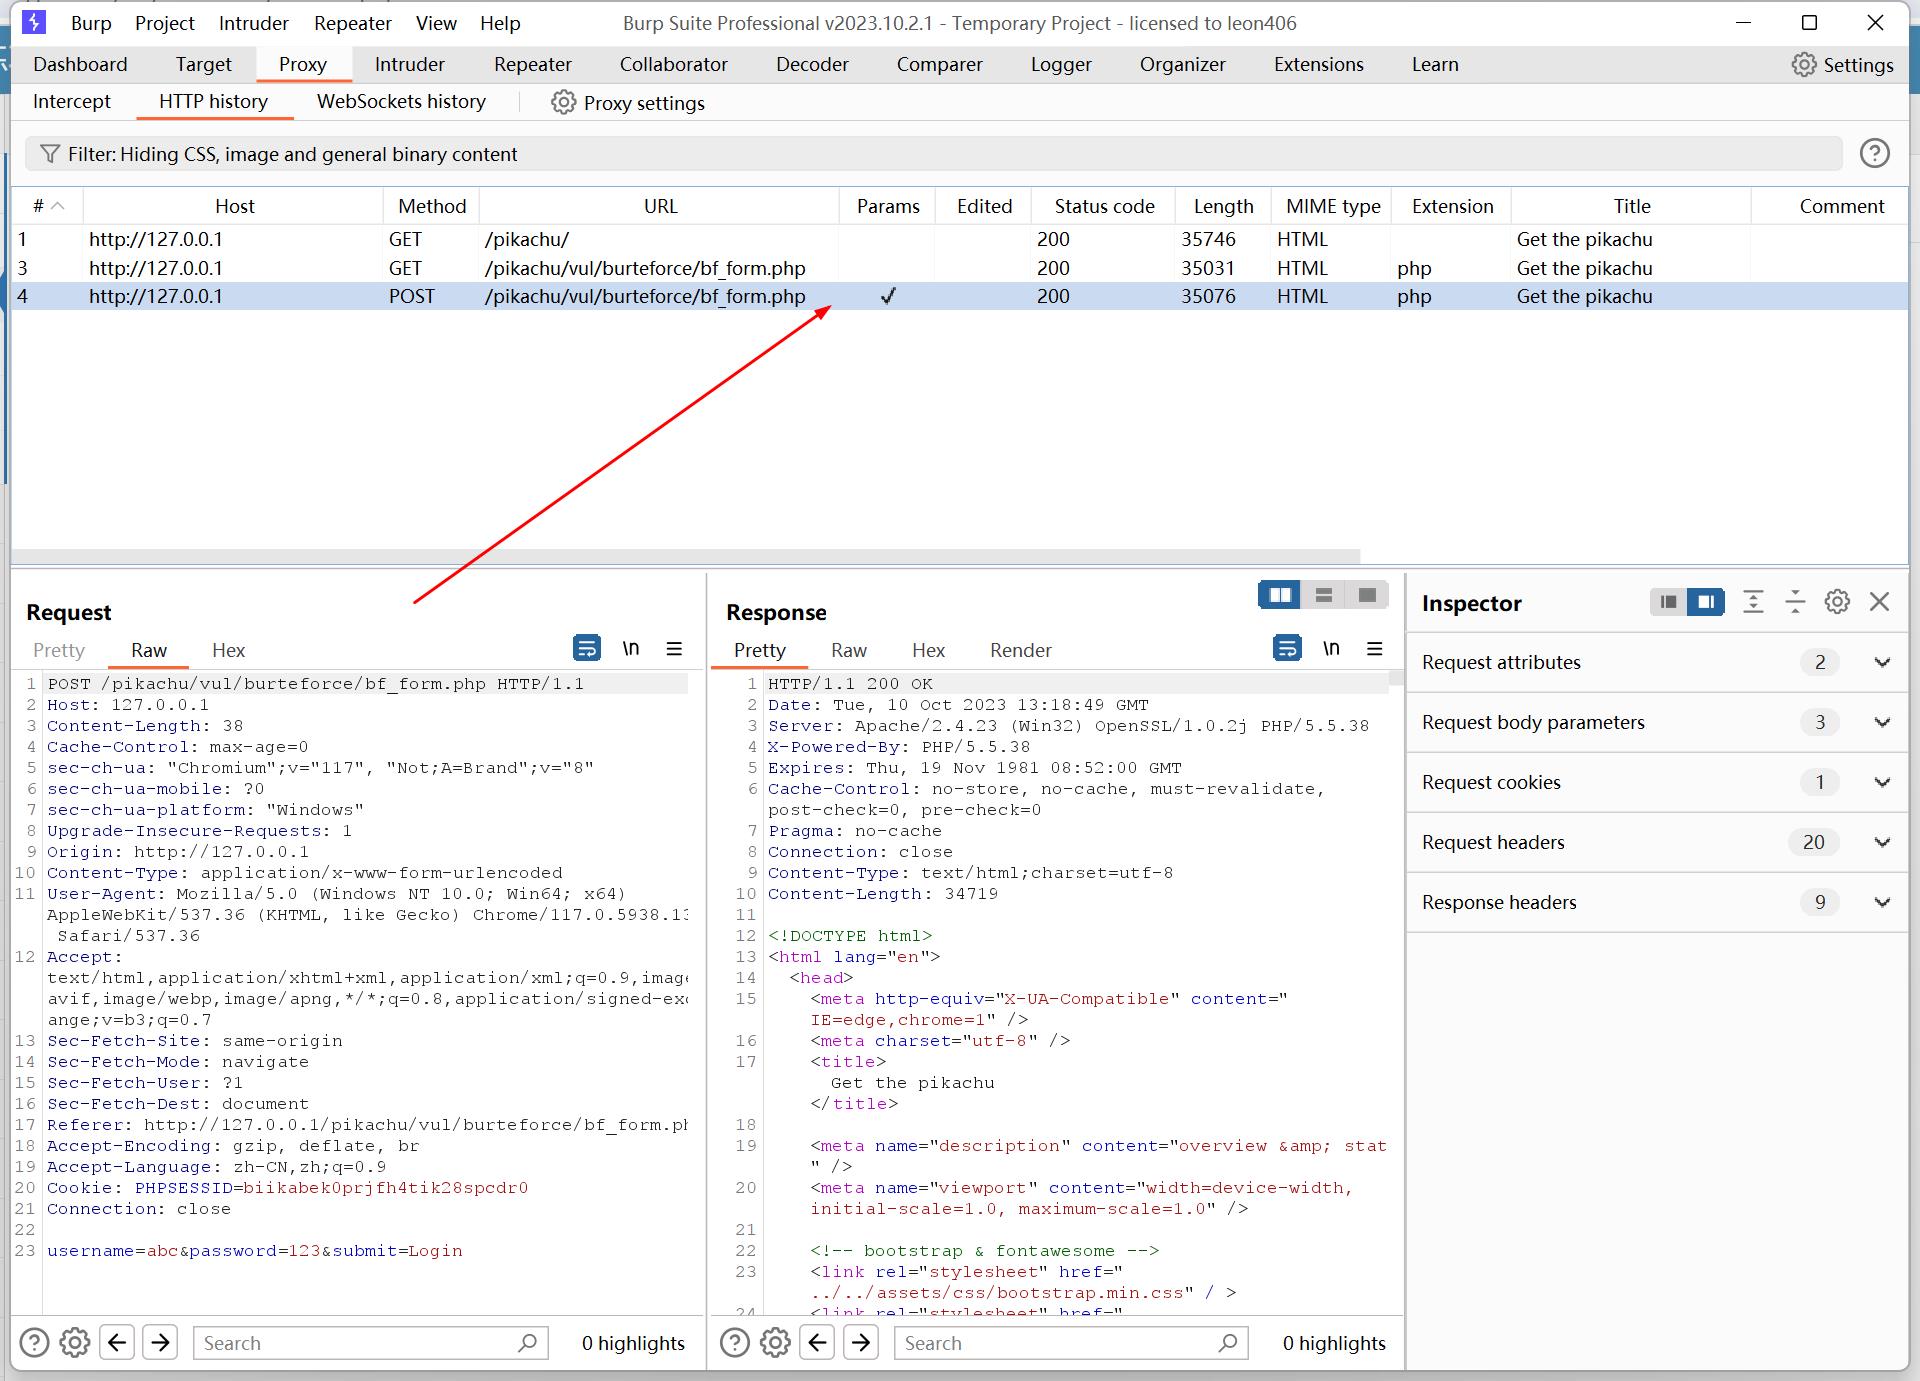 Burp Project Intruder Repeater View Help Burp Suite Professional v2023.10.2.1 - Temporary Project - licensed to leon406
Dashboard Target Proxy Intruder Repeater Collaborator Decoder Comparer Logger Organizer Extensions Learn Settings
Intercept HTTP history WebSockets history Proxy settings
Filter: Hiding CSS, image and general binary content
# Host Method URL Params Edited Status code Length MIME type Extension Title Comment
1 http://127.0.0.1 GET /pikachu/ 200 35746 HTML Get the pikachu
3 http://127.0.0.1 GET /pikachu/vul/burteforce/bf_form.php 200 35031 HTML php Get the pikachu
4 http://127.0.0.1 POST /pikachu/vul/burteforce/bf_form.php ✓ 200 35076 HTML php Get the pikachu
Request
Pretty Raw Hex \n
1 POST /pikachu/vul/burteforce/bf_form.php HTTP/1.1
2 Host: 127.0.0.1
3 Content-Length: 38
4 Cache-Control: max-age=0
5 sec-ch-ua: "Chromium";v="117", "Not;A=Brand";v="8"
6 sec-ch-ua-mobile: ?0
7 sec-ch-ua-platform: "Windows"
8 Upgrade-Insecure-Requests: 1
9 Origin: http://127.0.0.1
10 Content-Type: application/x-www-form-urlencoded
11 User-Agent: Mozilla/5.0 (Windows NT 10.0; Win64; x64)
AppleWebKit/537.36 (KHTML, like Gecko) Chrome/117.0.5938.13
Safari/537.36
12 Accept:
text/html,application/xhtml+xml,application/xml;q=0.9,image
avif,image/webp,image/apng,*/*;q=0.8,application/signed-exc
ange;v=b3;q=0.7
13 Sec-Fetch-Site: same-origin
14 Sec-Fetch-Mode: navigate
15 Sec-Fetch-User: ?1
16 Sec-Fetch-Dest: document
17 Referer: http://127.0.0.1/pikachu/vul/burteforce/bf_form.ph
18 Accept-Encoding: gzip, deflate, br
19 Accept-Language: zh-CN,zh;q=0.9
20 Cookie: PHPSESSID=biikabek0prjfh4tik28spcdr0
21 Connection: close
22
23 username=abc&password=123&submit=Login
Search 0 highlights
Response
Pretty Raw Hex Render \n
1 HTTP/1.1 200 OK
2 Date: Tue, 10 Oct 2023 13:18:49 GMT
3 Server: Apache/2.4.23 (Win32) OpenSSL/1.0.2j PHP/5.5.38
4 X-Powered-By: PHP/5.5.38
5 Expires: Thu, 19 Nov 1981 08:52:00 GMT
6 Cache-Control: no-store, no-cache, must-revalidate,
post-check=0, pre-check=0
7 Pragma: no-cache
8 Connection: close
9 Content-Type: text/html;charset=utf-8
10 Content-Length: 34719
11
12 <!DOCTYPE html>
13 <html lang="en">
14 <head>
15 <meta http-equiv="X-UA-Compatible" content="
IE=edge,chrome=1" />
16 <meta charset="utf-8" />
17 <title>
Get the pikachu
</title>
18
19 <meta name="description" content="overview &amp; stat
" />
20 <meta name="viewport" content="width=device-width,
initial-scale=1.0, maximum-scale=1.0" />
21
22 <!-- bootstrap & fontawesome -->
23 <link rel="stylesheet" href="
../../assets/css/bootstrap.min.css" / >
24 <link rel="stylesheet" href="
Search 0 highlights
Inspector
Request attributes 2
Request body parameters 3
Request cookies 1
Request headers 20
Response headers 9